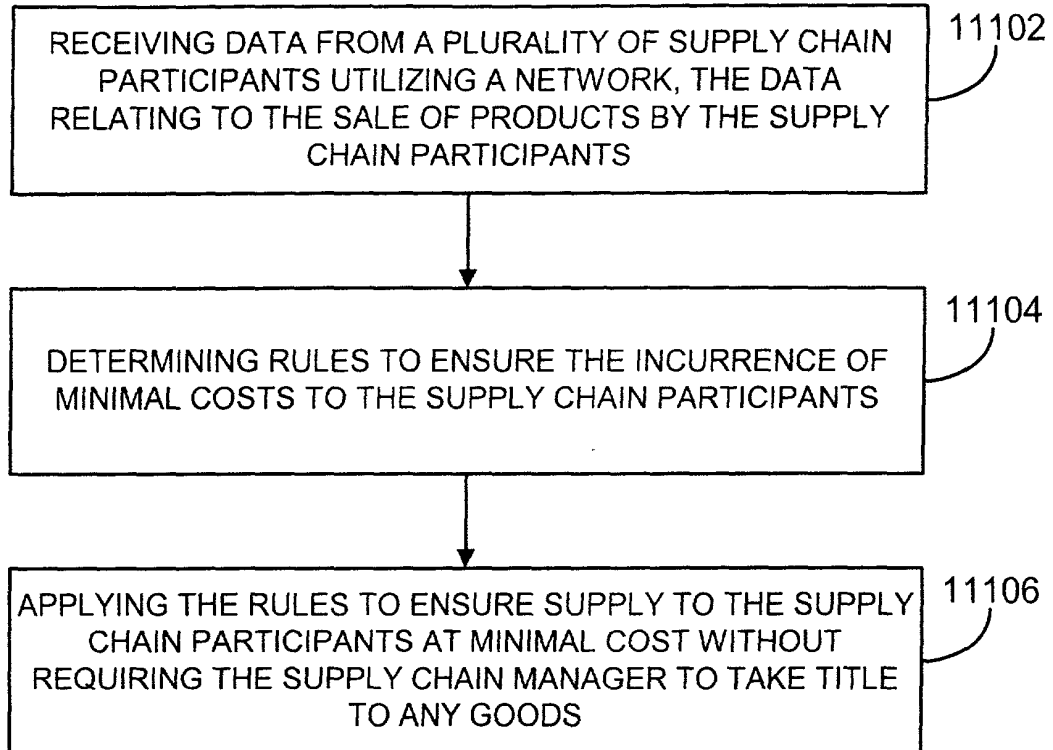 RECEIVING DATA FROM A PLURALITY OF SUPPLY CHAIN
PARTICIPANTS UTILIZING A NETWORK, THE DATA
RELATING TO THE SALE OF PRODUCTS BY THE SUPPLY
CHAIN PARTICIPANTS
11102
DETERMINING RULES TO ENSURE THE INCURRENCE OF
MINIMAL COSTS TO THE SUPPLY CHAIN PARTICIPANTS
11104
APPLYING THE RULES TO ENSURE SUPPLY TO THE SUPPLY
CHAIN PARTICIPANTS AT MINIMAL COST WITHOUT
REQUIRING THE SUPPLY CHAIN MANAGER TO TAKE TITLE
TO ANY GOODS
11106